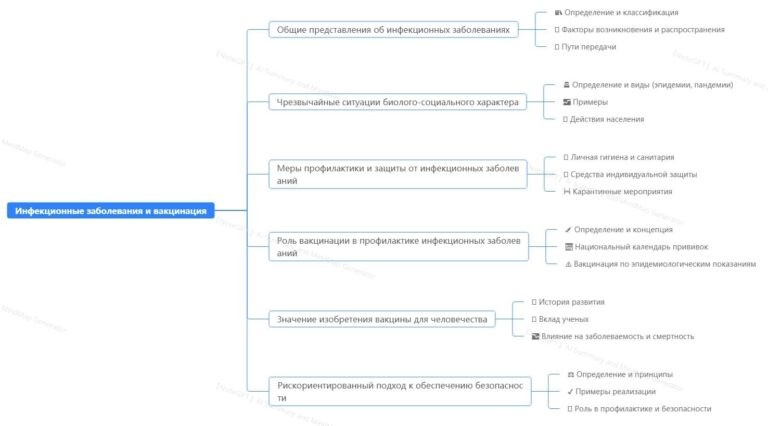 Инфекционные заболевания и вакцинация
Общие представления об инфекционных заболеваниях
Определение и классификация
Факторы возникновения и распространения
Пути передачи
Чрезвычайные ситуации биолого-социального характера
Определение и виды (эпидемии, пандемии)
Примеры
Действия населения
Меры профилактики и защиты от инфекционных заболев
аний
Личная гигиена и санитария
Средства индивидуальной защиты
Карантинные мероприятия
Роль вакцинации в профилактике инфекционных заболев
аний
Определение и концепция
Национальный календарь прививок
Вакцинация по эпидемиологическим показаниям
Значение изобретения вакцины для человечества
История развития
Вклад ученых
Влияние на заболеваемость и смертность
Рискориентированный подход к обеспечению безопаснос
ти
Определение и принципы
Примеры реализации
Роль в профилактике и безопасности